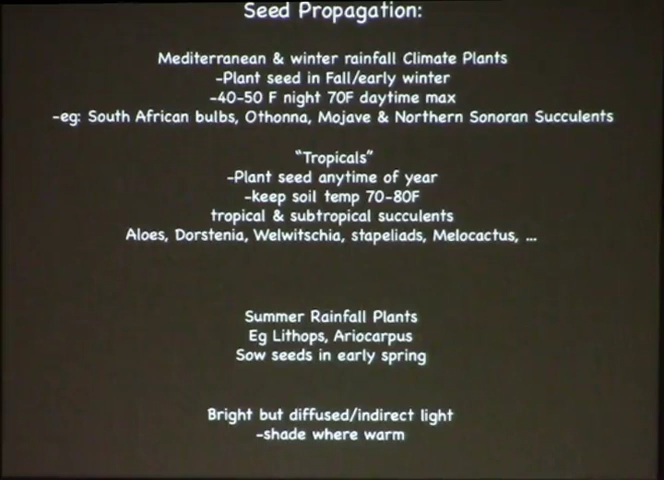 Seed Propagation:
Mediterranean & winter rainfall Climate Plants
-Plant seed in Fall/early winter
-40-50 F night 70F daytime max
-eg: South African bulbs, Othonna, Mojave & Northern Sonoran Succulents
"Tropicals"
-Plant seed anytime of year
-keep soil temp 70-80F
tropical & subtropical succulents
Aloes, Dorstenia, Welwitschia, stapeliads, Melocactus, ...
Summer Rainfall Plants
Eg Lithops, Ariocarpus
Sow seeds in early spring
Bright but diffused/indirect light
-shade where warm